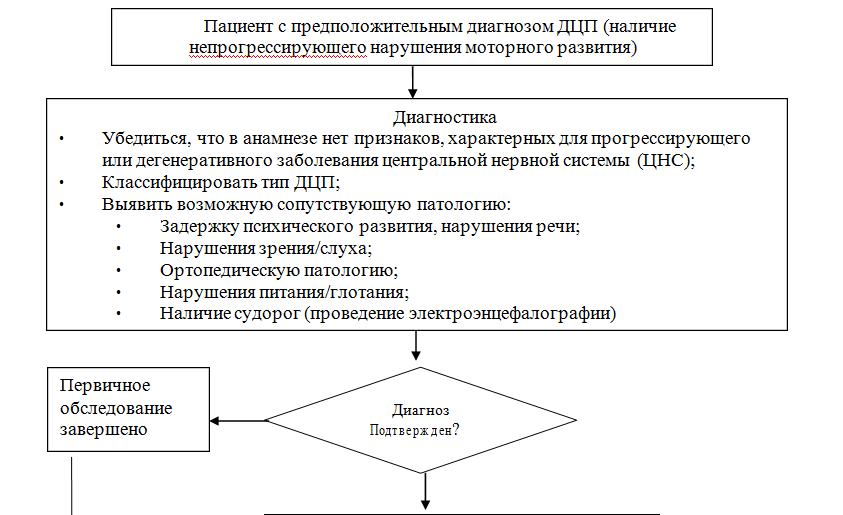 Пациент с предположительным диагнозом ДЦП (наличие
непрогрессирующего нарушения моторного развития)
Диагностика
• Убедиться, что в анамнезе нет признаков, характерных для прогрессирующего
или дегенеративного заболевания центральной нервной системы (ЦНС);
• Классифицировать тип ДЦП;
• Выявить возможную сопутствующую патологию:
• Задержку психического развития, нарушения речи;
• Нарушения зрения/слуха;
• Ортопедическую патологию;
• Нарушения питания/глотания;
• Наличие судорог (проведение электроэнцефалографии)
Первичное
обследование
завершено
Диагноз
Подтвержден?